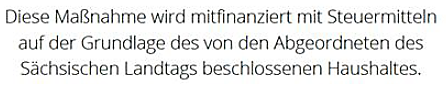 Diese Maßnahme wird mitfinanziert mit Steuermitteln
auf der Grundlage des von den Abgeordneten des
Sächsischen Landtags beschlossenen Haushaltes.